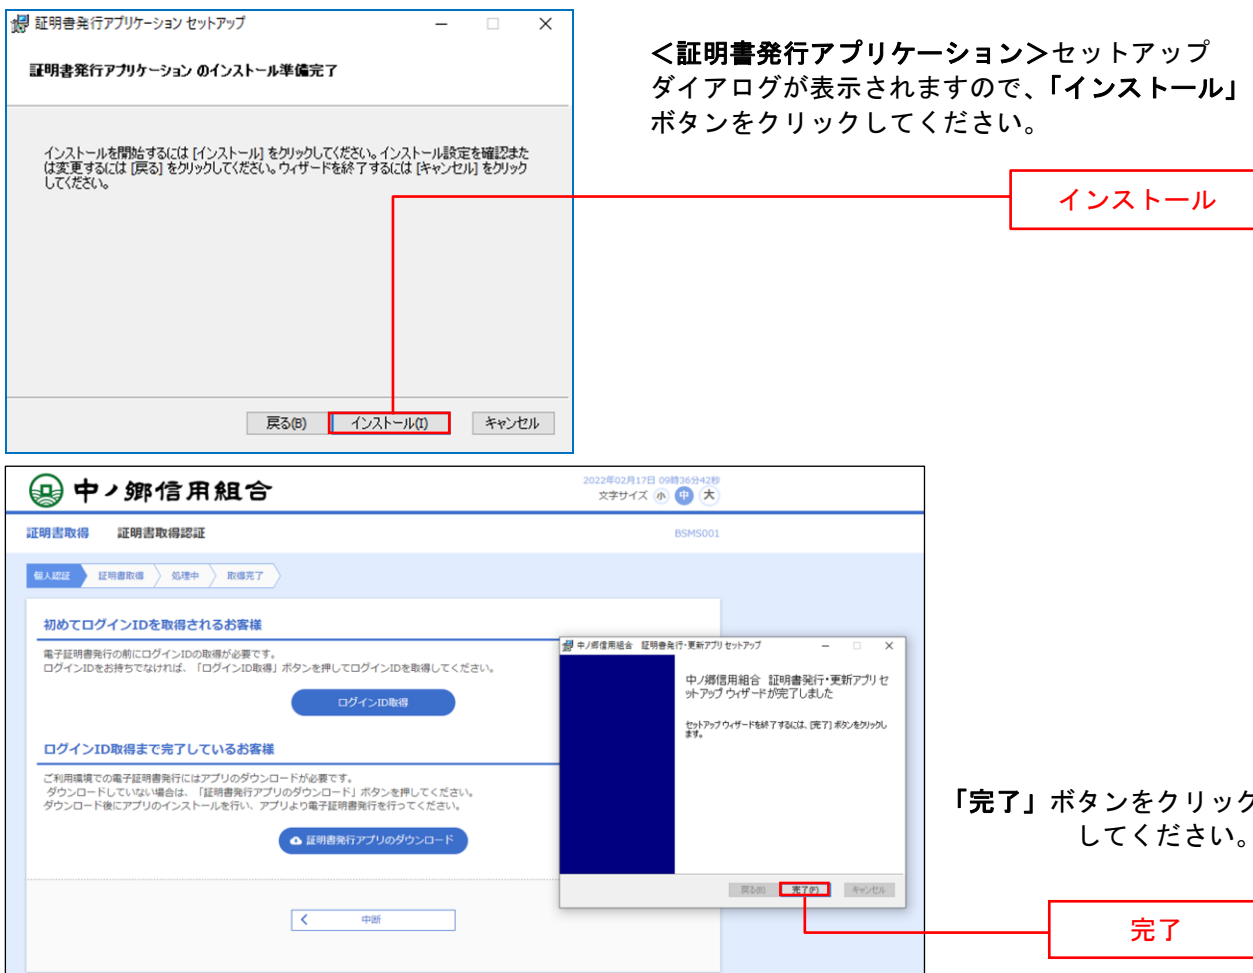 証明書発行アプリケーション セットアップ
証明書発行アプリケーション のインストール準備完了
インストールを開始するには [インストール] をクリックしてください。インストール設定を確認また
は変更するには [戻る] をクリックしてください。ウィザードを終了するには [キャンセル] をクリック
してください。
戻る(B)
インストール(I)
キャンセル
＜証明書発行アプリケーション＞セットアップ
ダイアログが表示されますので、「インストール」
ボタンをクリックしてください。
インストール
中ノ郷信用組合
2022年02月17日 09時36分42秒
文字サイズ 小 中 大
証明書取得 証明書取得認証
BSMS001
個人認証 証明書取得 処理中 取得完了
初めてログインIDを取得されるお客様
電子証明書発行の前にログインIDの取得が必要です。
ログインIDをお持ちでなければ、「ログインID取得」ボタンを押してログインIDを取得してください。
ログインID取得
ログインID取得まで完了しているお客様
ご利用環境での電子証明書発行にはアプリのダウンロードが必要です。
ダウンロードしていない場合は、「証明書発行アプリのダウンロード」ボタンを押してください。
ダウンロード後にアプリのインストールを行い、アプリより電子証明書発行を行ってください。
証明書発行アプリのダウンロード
中断
中ノ郷信用組合 証明書発行・更新アプリ セットアップ
中ノ郷信用組合 証明書発行・更新アプリ セ
ットアップ ウィザードが完了しました
セットアップ ウィザードを終了するには、[完了] ボタンをクリックし
ます。
戻る(B)
完了(F)
キャンセル
「完了」ボタンをクリック
してください。
完了